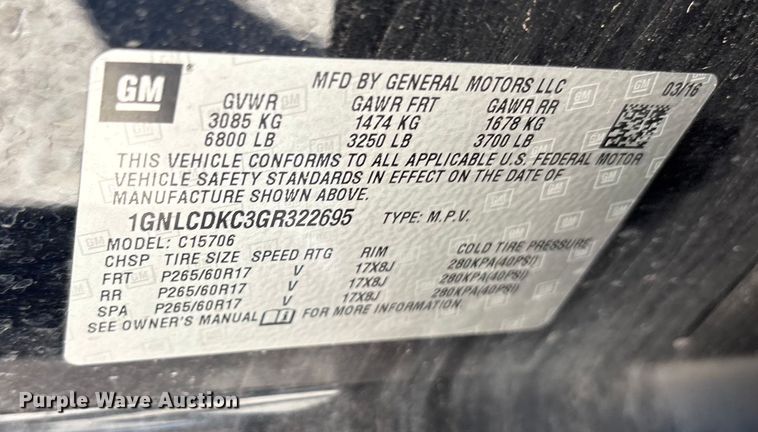 GM
MFD BY GENERAL MOTORS LLC
03/16
GVWR GAWR FRT GAWR RR
3085 KG 1474 KG 1678 KG
6800 LB 3250 LB 3700 LB
THIS VEHICLE CONFORMS TO ALL APPLICABLE U.S. FEDERAL MOTOR
VEHICLE SAFETY STANDARDS IN EFFECT ON THE DATE OF
MANUFACTURE SHOWN ABOVE.
1GNLCDKC3GR322695 TYPE: M.P.V.
MODEL: C15706
CHSP TIRE SIZE SPEED RTG RIM COLD TIRE PRESSURE
FRT P265/60R17 V 17X8J 280KPA(40PSI)
RR P265/60R17 V 17X8J 280KPA(40PSI)
SPA P265/60R17 V 17X8J 280KPA(40PSI)
SEE OWNER'S MANUAL FOR MORE INFORMATION.
Purple Wave Auction